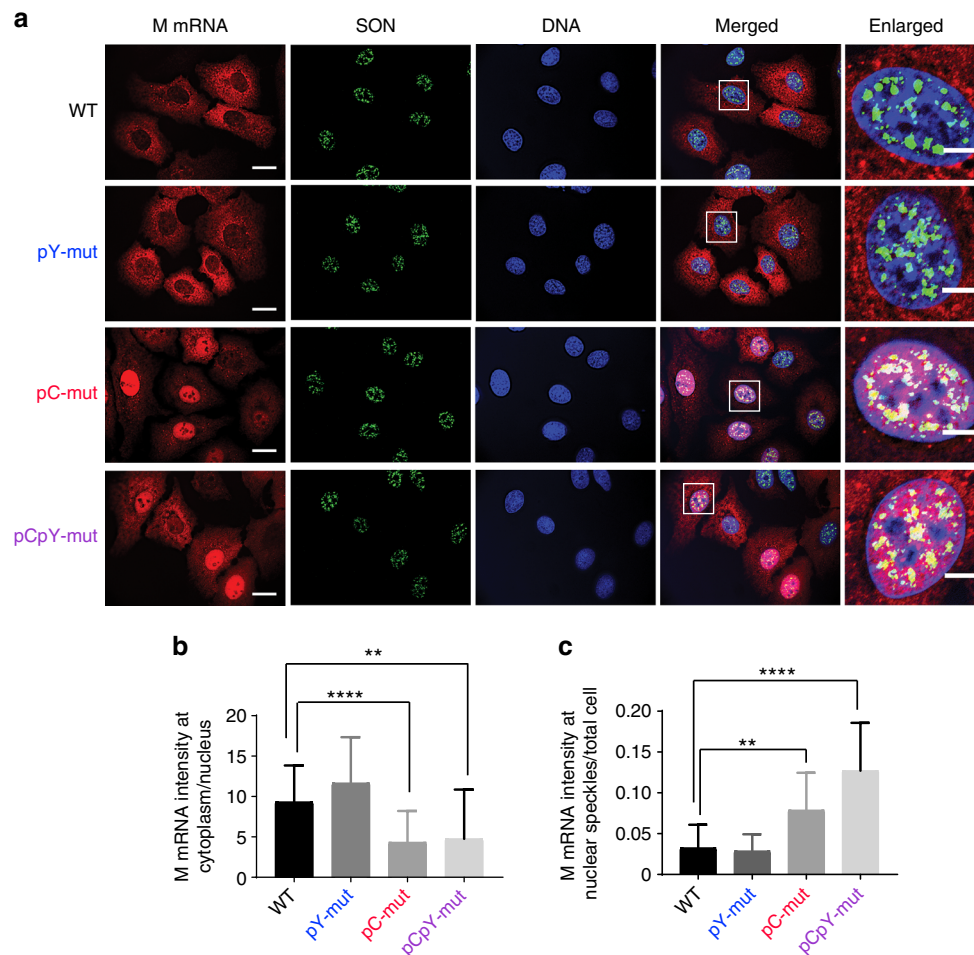 a
M mRNA SON DNA Merged Enlarged
WT
pY-mut
pC-mut
pCpY-mut
b
M mRNA intensity at
cytoplasm/nucleus
20
15
10
5
0
**
****
WT pY-mut pC-mut pCpY-mut
c
M mRNA intensity at
nuclear speckles/total cell
0.20
0.15
0.10
0.05
0
****
**
WT pY-mut pC-mut pCpY-mut